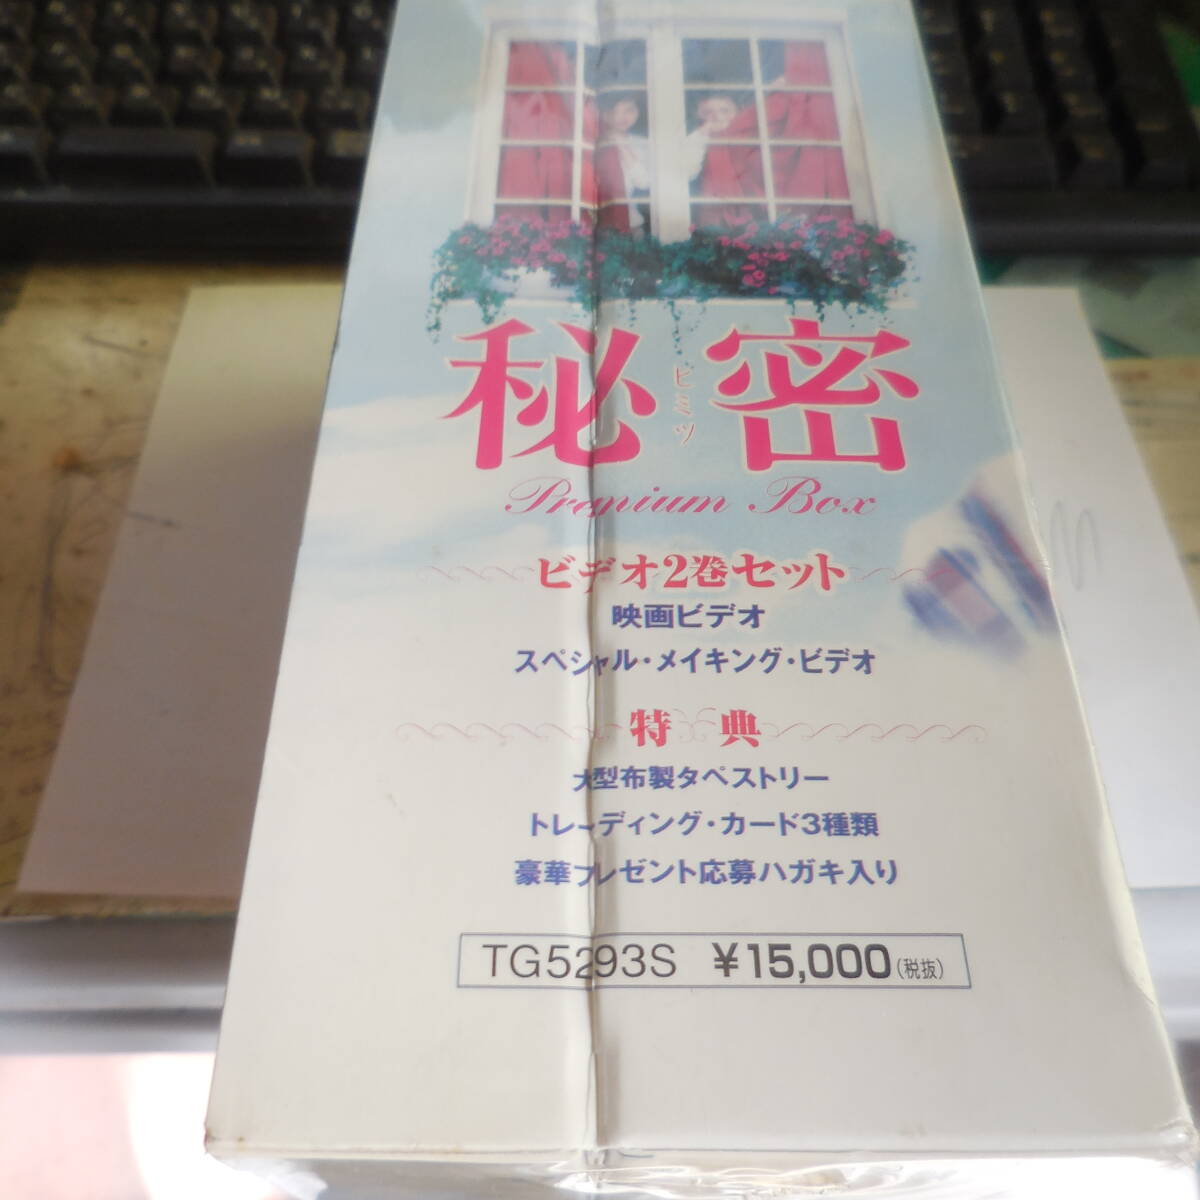 秘密
ヒミツ
Premium Box
ビデオ2巻セット
映画ビデオ
スペシャル・メイキング・ビデオ
特典
大型布製タペストリー
トレーディング・カード3種類
豪華プレゼント応募ハガキ入り
TG5293S ¥15,000(税抜)